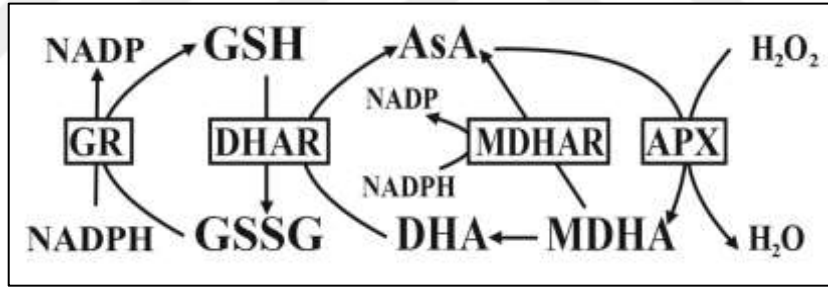 NADP GSH AsA H₂O₂
NADP
GR DHAR MDHAR APX
NADPH
NADPH GSSG DHA MDHA H₂O